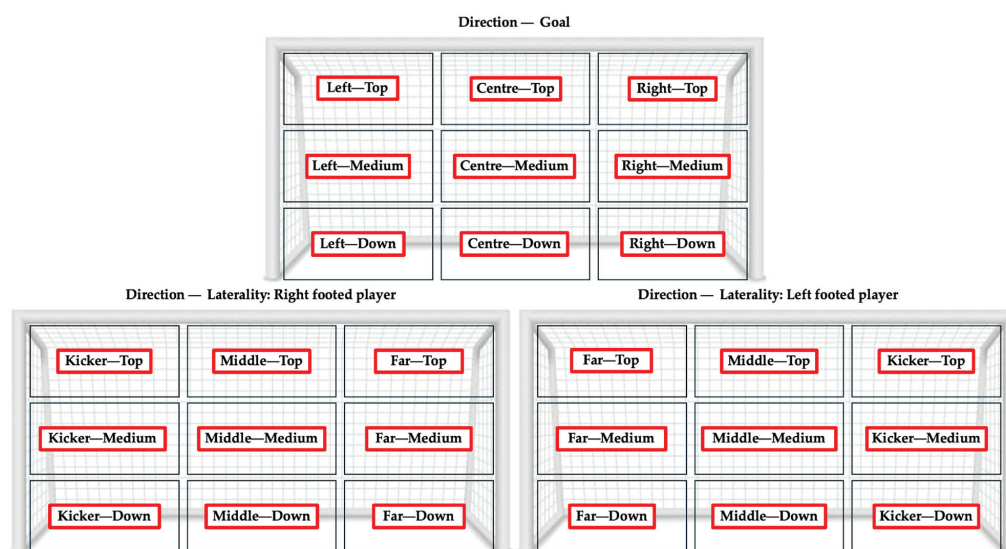 Direction — Goal
Left—Top Centre—Top Right—Top
Left—Medium Centre—Medium Right—Medium
Left—Down Centre—Down Right—Down
Direction — Laterality: Right footed player
Kicker—Top Middle—Top Far—Top
Kicker—Medium Middle—Medium Far—Medium
Kicker—Down Middle—Down Far—Down
Direction — Laterality: Left footed player
Far—Top Middle—Top Kicker—Top
Far—Medium Middle—Medium Kicker—Medium
Far—Down Middle—Down Kicker—Down